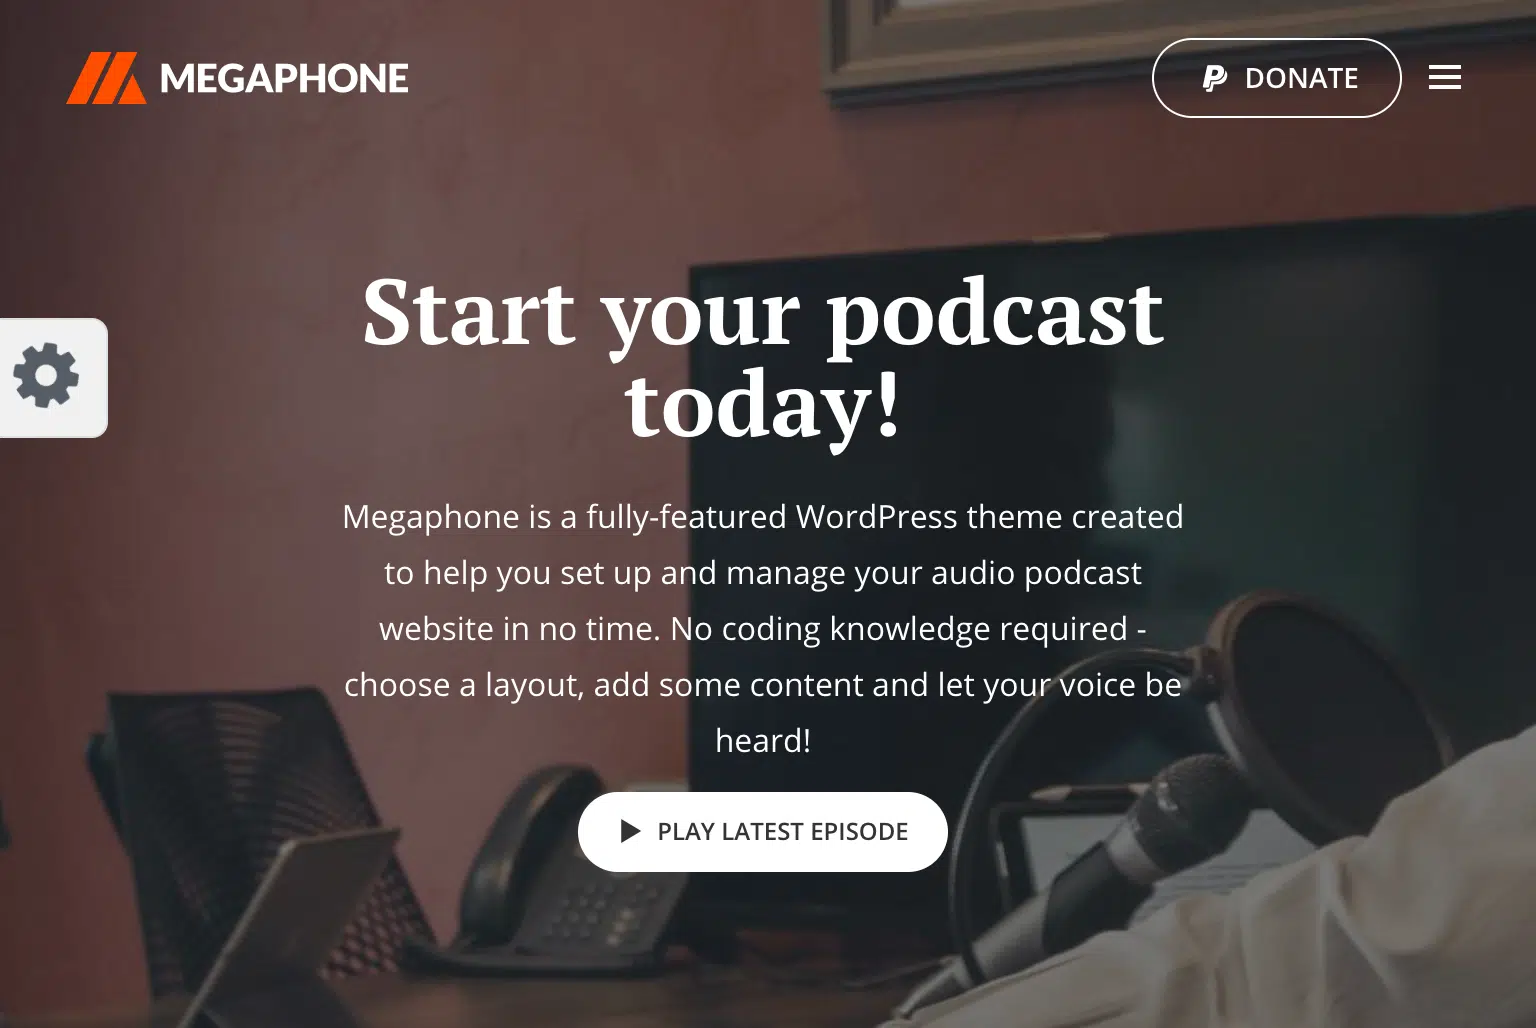 MEGAPHONE
DONATE
Start your podcast
today!
Megaphone is a fully-featured WordPress theme created
to help you set up and manage your audio podcast
website in no time. No coding knowledge required -
choose a layout, add some content and let your voice be
heard!
PLAY LATEST EPISODE